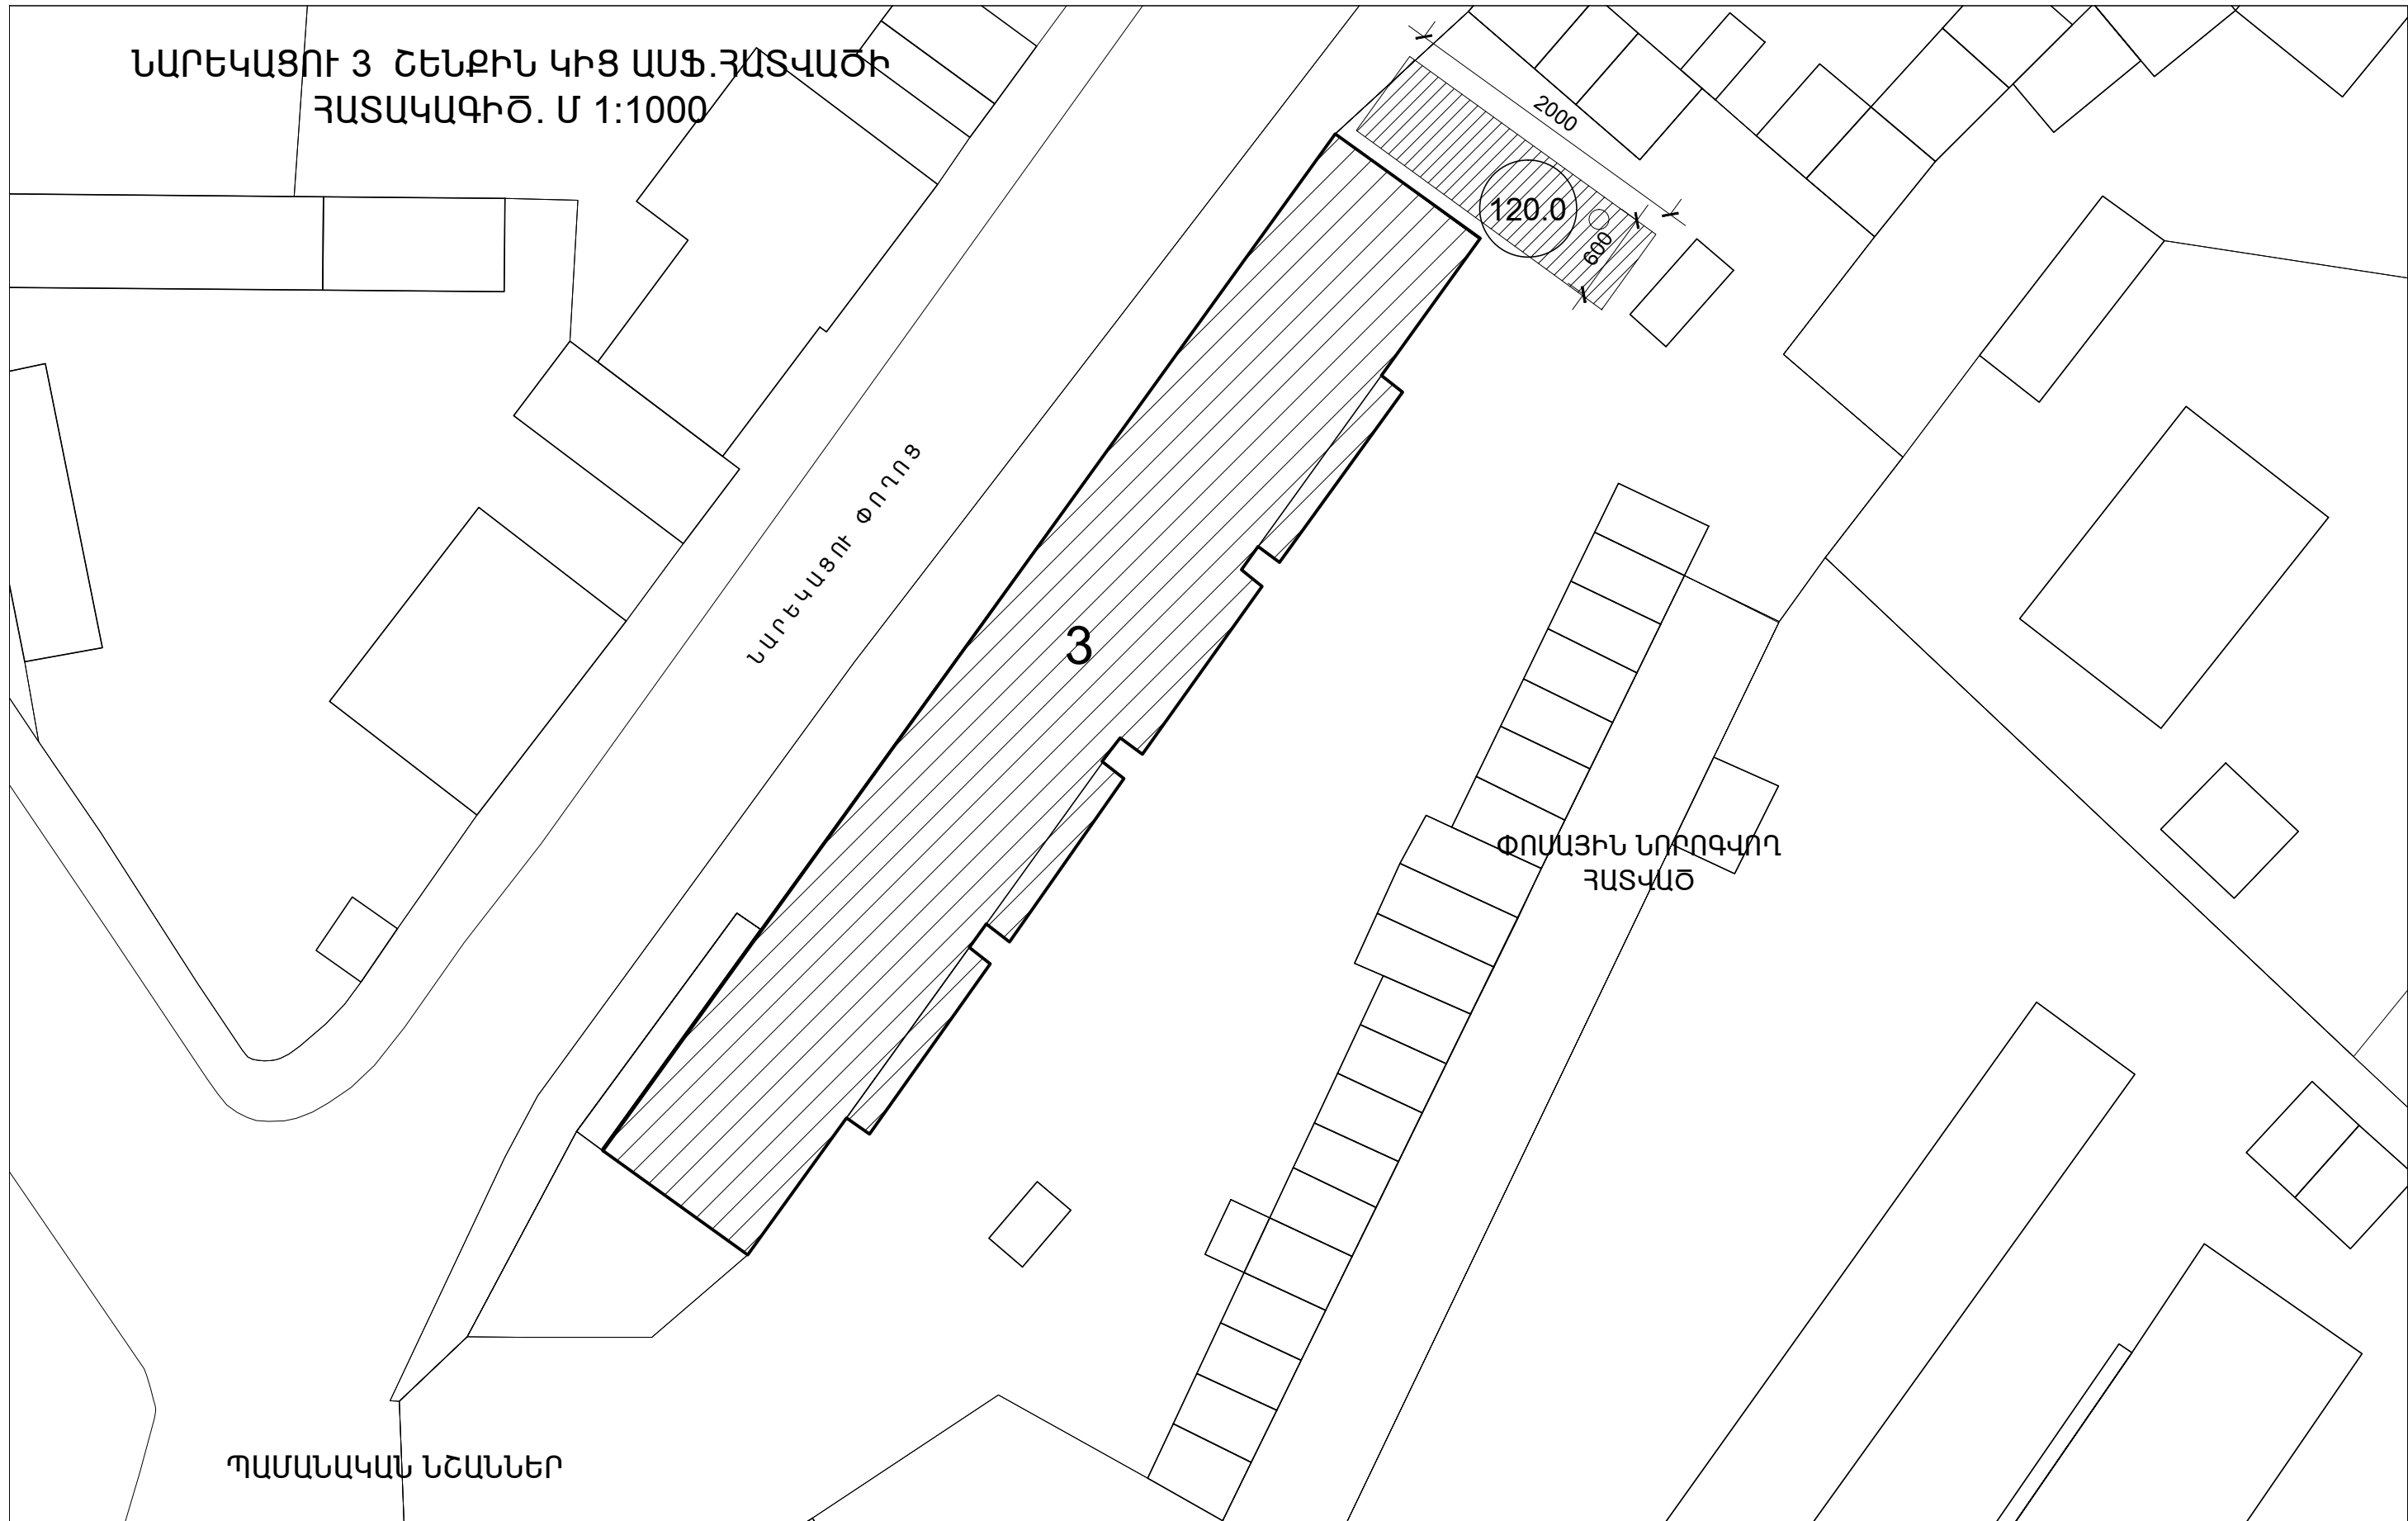 ՆԱՐԵԿԱՑՈՒ 3 ՇԵՆՔԻՆ ԿԻՑ ԱՍՖ.ՀԱՏՎԱԾԻ
ՀԱՏԱԿԱԳԻԾ. Մ 1:1000
2000
120.0
600
ՆԱՐԵԿԱՑՈՒ ՓՈՂՈՑ
3
ՓՈՍԱՅԻՆ ՆՈՐՈԳՎՈՂ
ՀԱՏՎԱԾ
ՊԱՄԱՆԱԿԱՆ ՆՇԱՆՆԵՐ